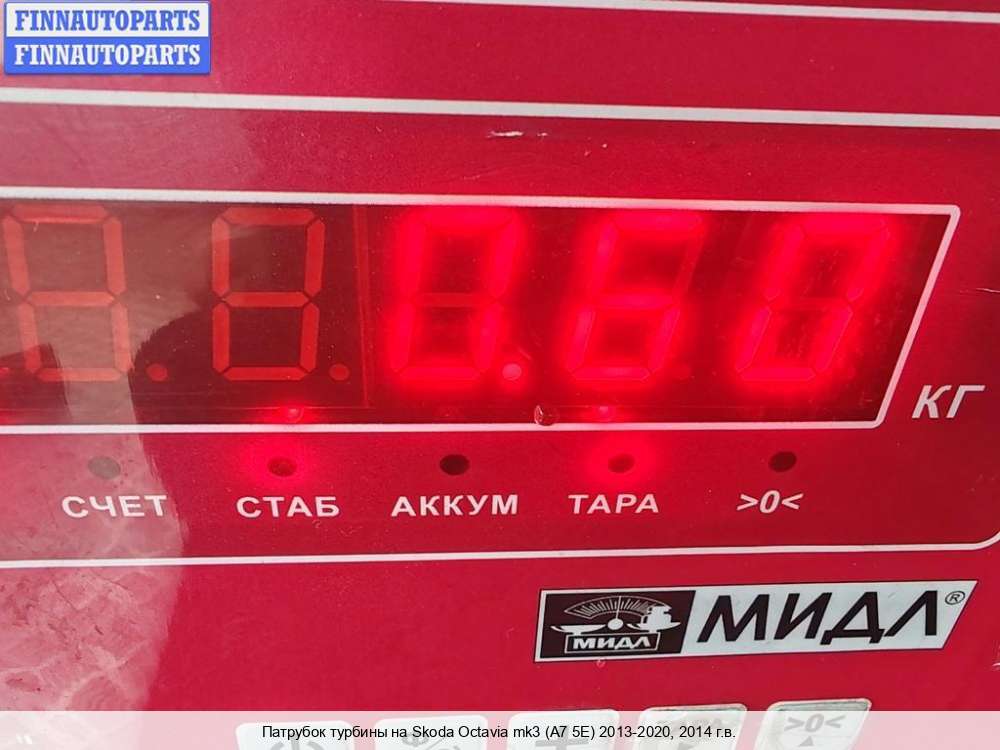 FINNAUTOPARTS
FINNAUTOPARTS
0.60
КГ
СЧЕТ СТАБ АККУМ ТАРА >0<
МИДЛ МИДЛ®
>0<
Патрубок турбины на Skoda Octavia mk3 (A7 5E) 2013-2020, 2014 г.в.